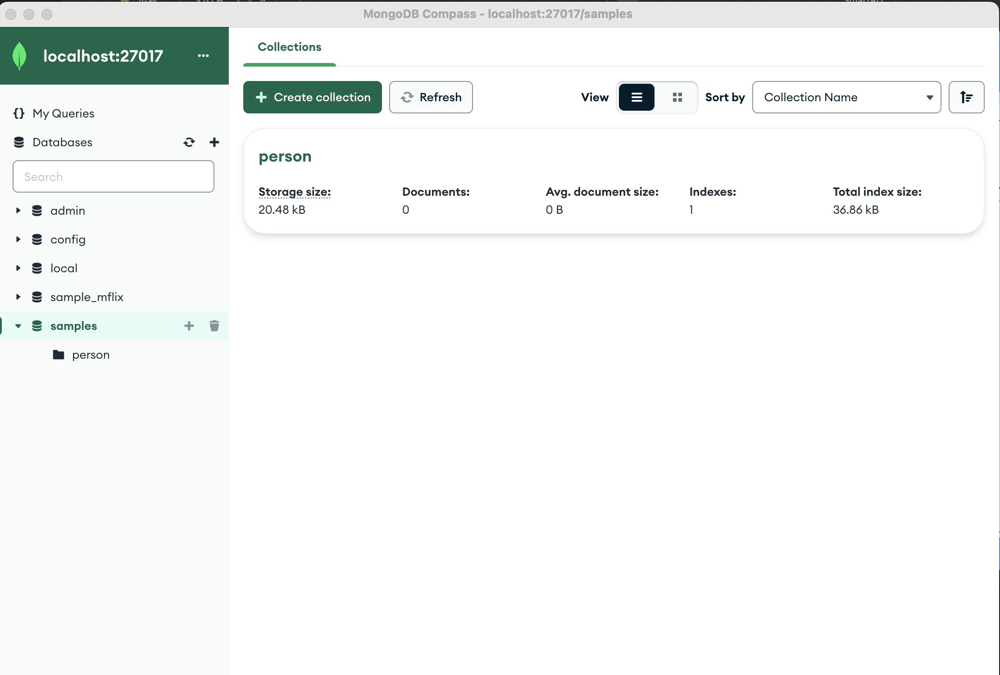 MongoDB Compass - localhost:27017/samples
localhost:27017
My Queries
Databases
Search
admin
config
local
sample_mflix
samples
person
Collections
Create collection
Refresh
View
Sort by
Collection Name
person
Storage size:
20.48 kB
Documents:
0
Avg. document size:
0 B
Indexes:
1
Total index size:
36.86 kB